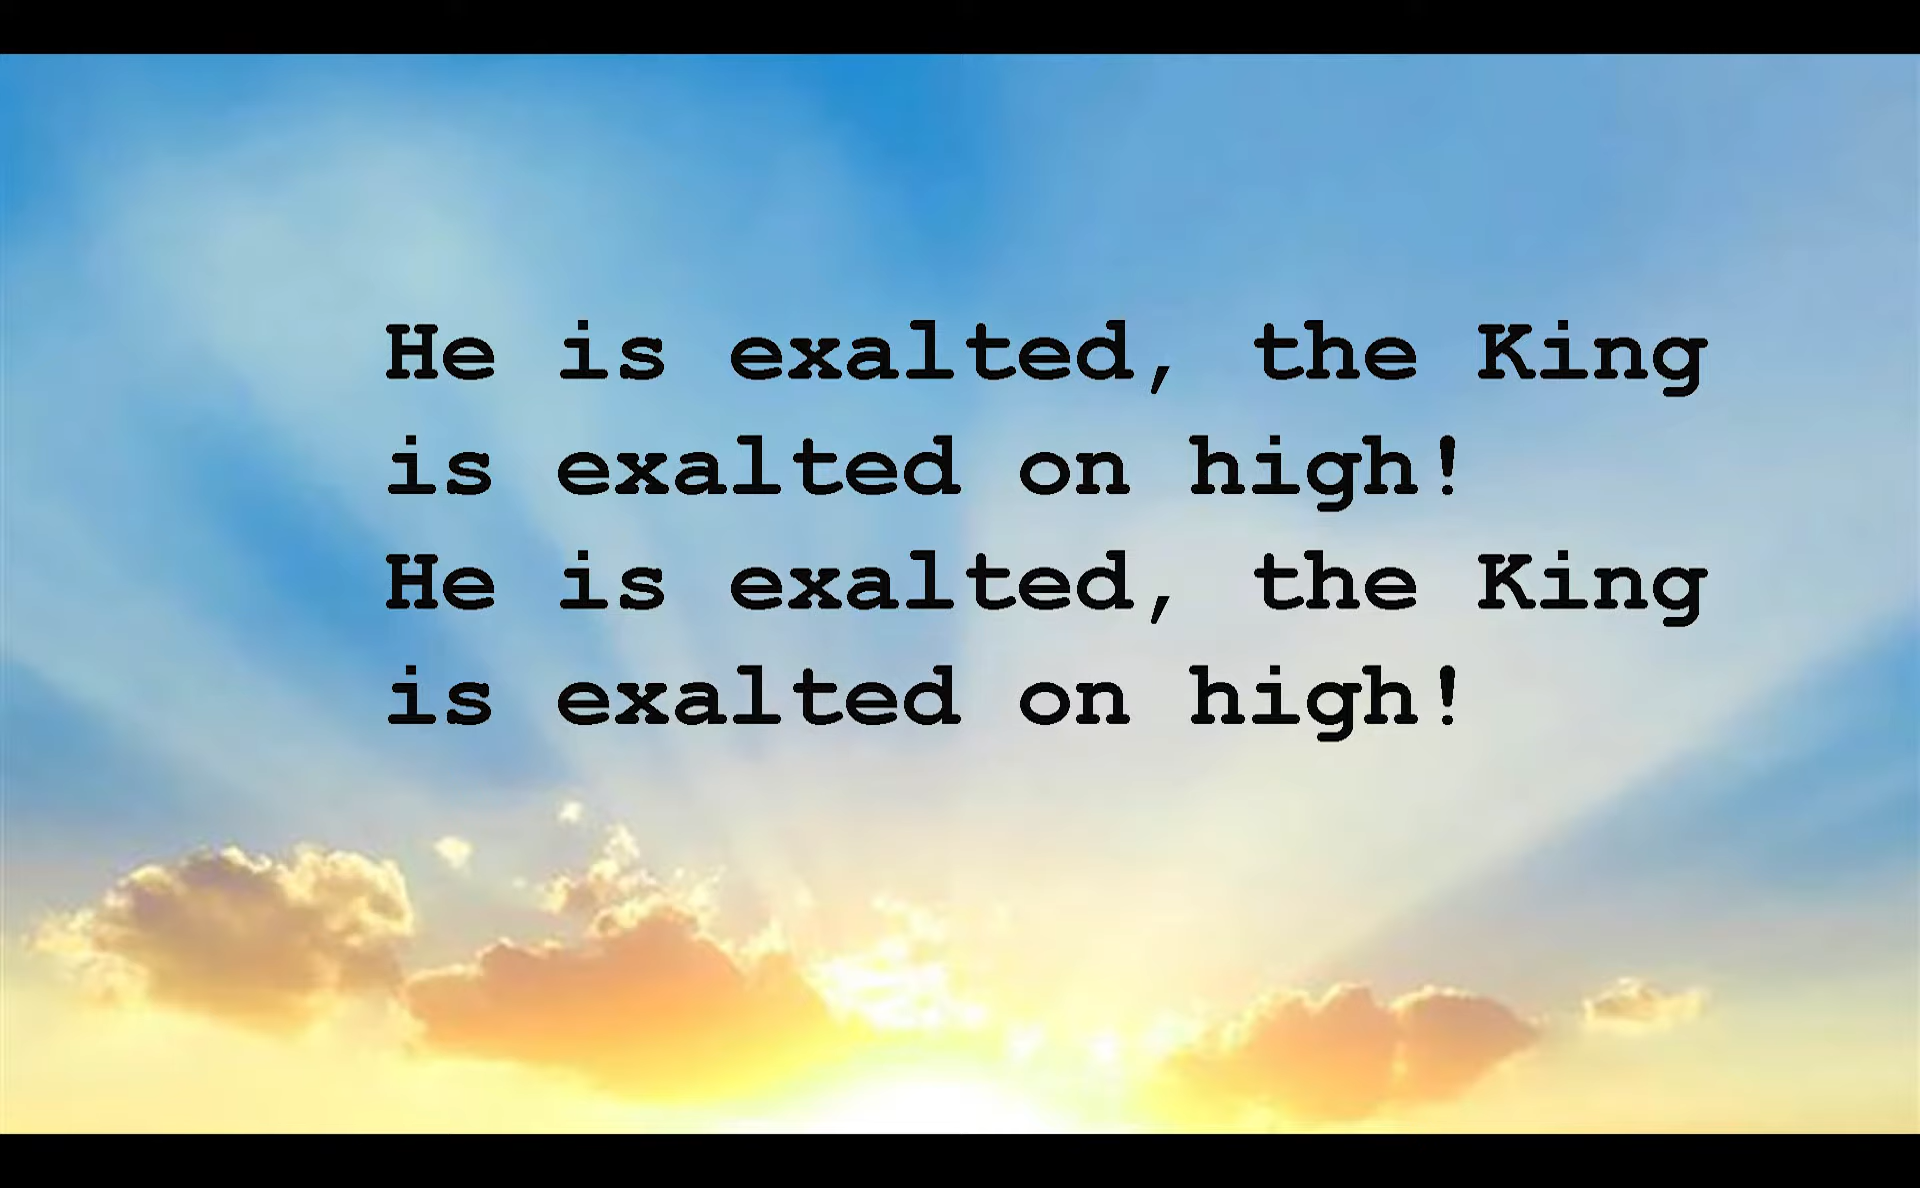 He is exalted, the King
is exalted on high!
He is exalted, the King
is exalted on high!